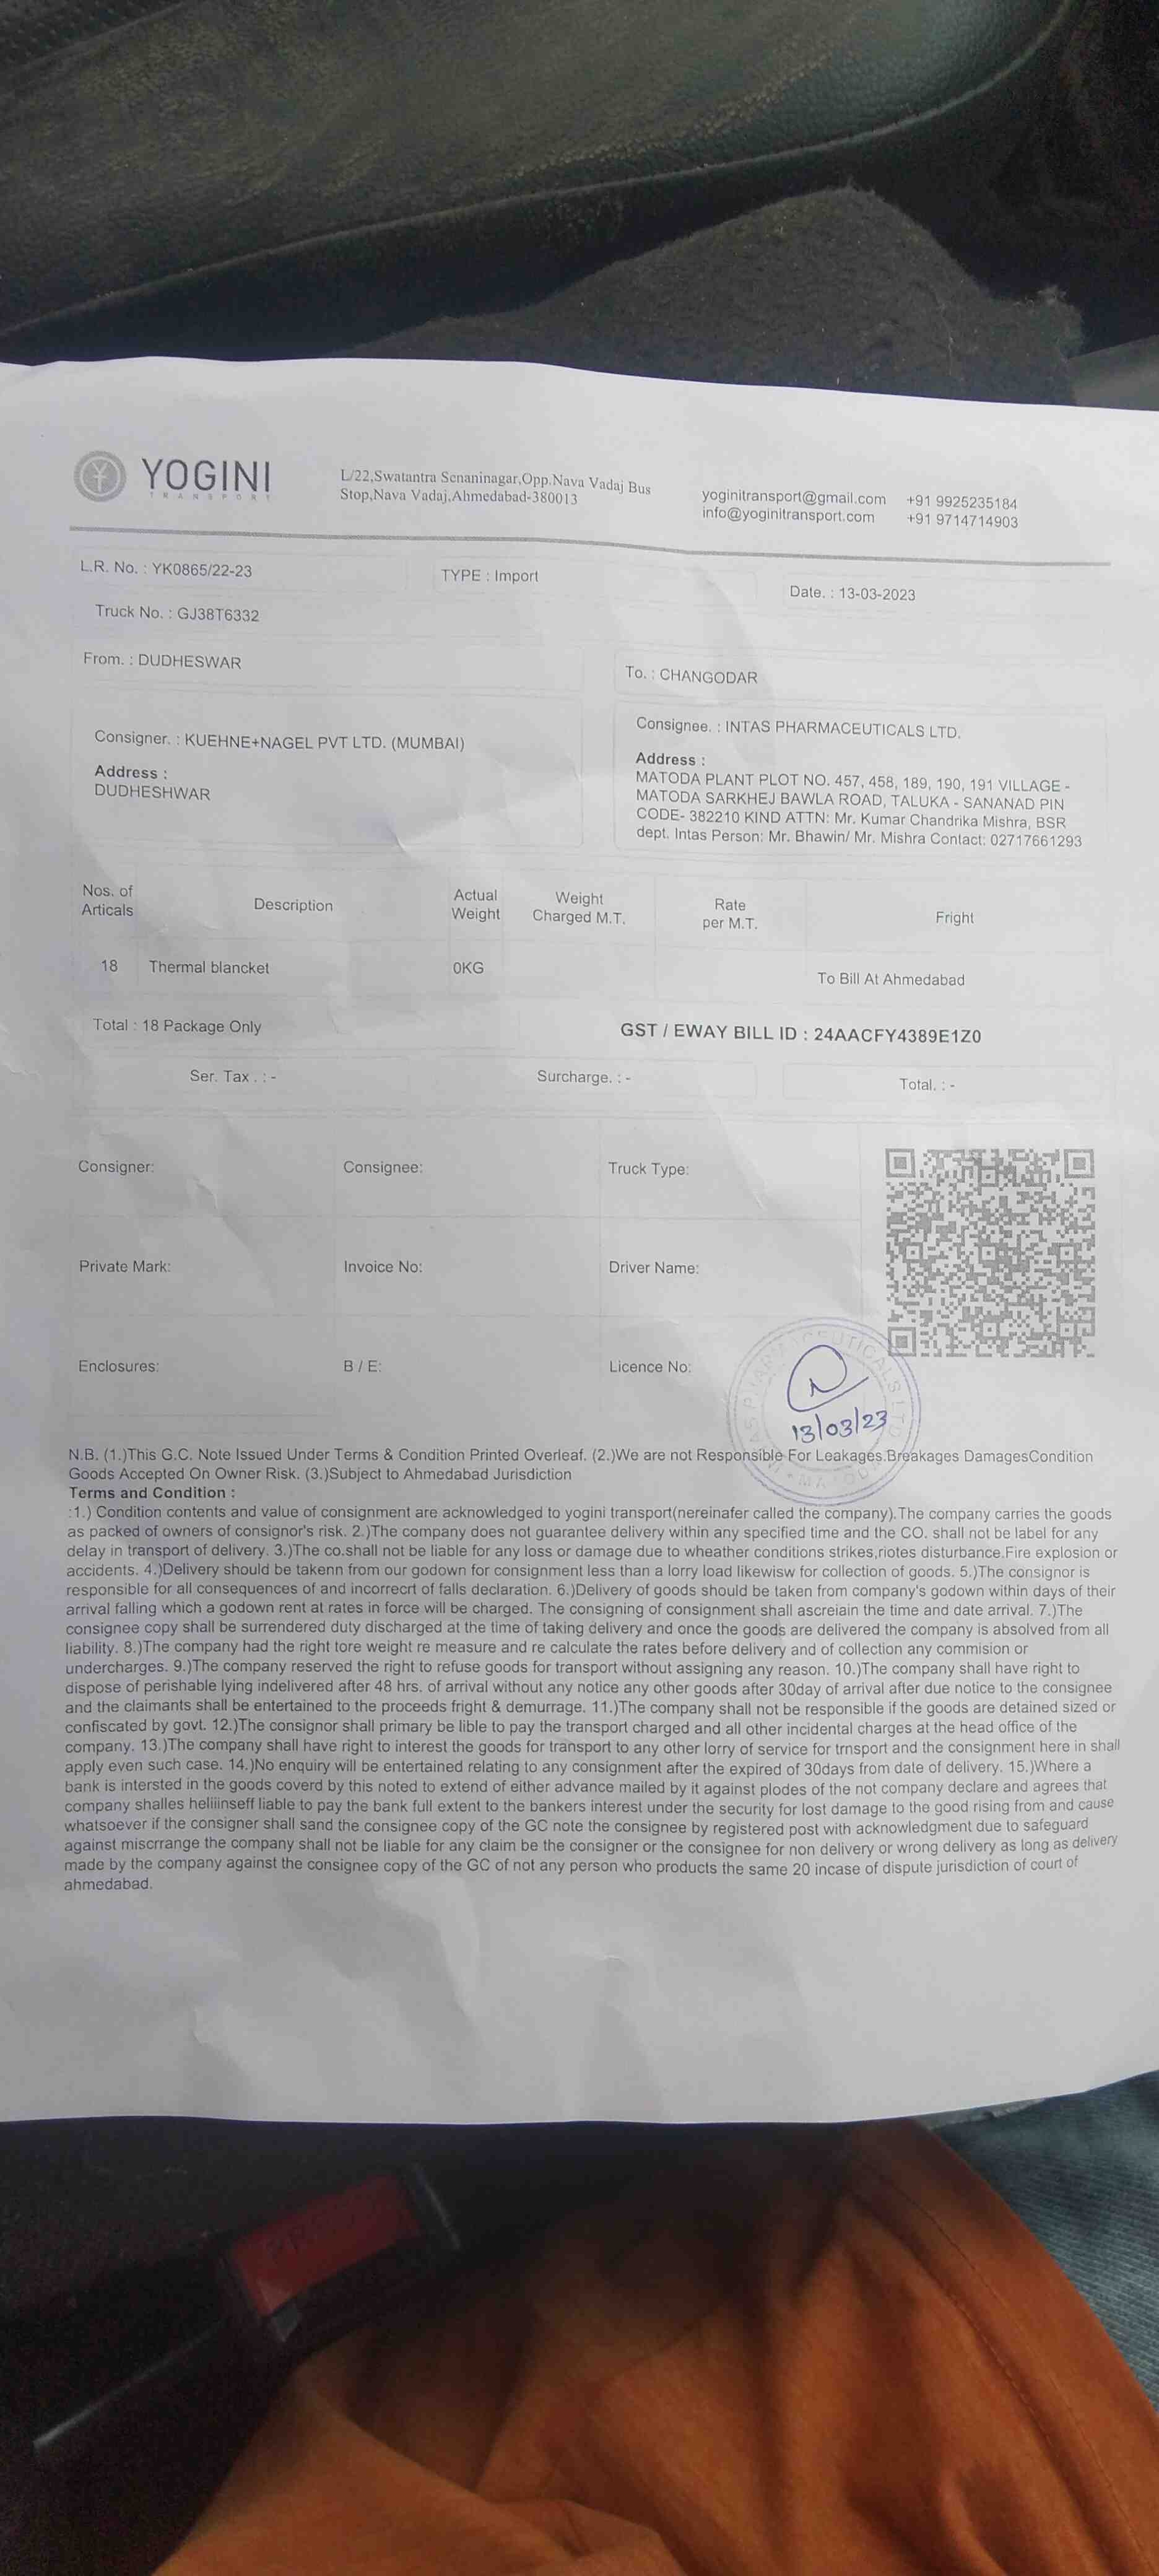 YOGINI
TRANSPORT
L/22,Swatantra Senaninagar,Opp.Nava Vadaj Bus
Stop,Nava Vadaj,Ahmedabad-380013
yoginitransport@gmail.com +91 9925235184
info@yoginitransport.com +91 9714714903
L.R. No. : YK0865/22-23
TYPE : Import
Date. : 13-03-2023
Truck No. : GJ38T6332
From. : DUDHESWAR
To. : CHANGODAR
Consigner. : KUEHNE+NAGEL PVT LTD. (MUMBAI)
Address :
DUDHESHWAR
Consignee. : INTAS PHARMACEUTICALS LTD.
Address :
MATODA PLANT PLOT NO. 457, 458, 189, 190, 191 VILLAGE -
MATODA SARKHEJ BAWLA ROAD, TALUKA - SANANAD PIN
CODE- 382210 KIND ATTN: Mr. Kumar Chandrika Mishra, BSR
dept. Intas Person: Mr. Bhawin/ Mr. Mishra Contact: 02717661293
Nos. of
Articals
Description
Actual
Weight
Weight
Charged M.T.
Rate
per M.T.
Fright
18 Thermal blancket 0KG To Bill At Ahmedabad
Total : 18 Package Only
GST / EWAY BILL ID : 24AACFY4389E1Z0
Ser. Tax . : -
Surcharge. : -
Total. : -
Consigner: Consignee: Truck Type:
Private Mark: Invoice No: Driver Name:
Enclosures: B / E: Licence No:
13/03/23
N.B. (1.)This G.C. Note Issued Under Terms & Condition Printed Overleaf. (2.)We are not Responsible For Leakages.Breakages DamagesCondition
Goods Accepted On Owner Risk. (3.)Subject to Ahmedabad Jurisdiction
Terms and Condition :
:1.) Condition contents and value of consignment are acknowledged to yogini transport(nereinafer called the company).The company carries the goods
as packed of owners of consignor's risk. 2.)The company does not guarantee delivery within any specified time and the CO. shall not be label for any
delay in transport of delivery. 3.)The co.shall not be liable for any loss or damage due to wheather conditions strikes,riotes disturbance.Fire explosion or
accidents. 4.)Delivery should be takenn from our godown for consignment less than a lorry load likewisw for collection of goods. 5.)The consignor is
responsible for all consequences of and incorrecrt of falls declaration. 6.)Delivery of goods should be taken from company's godown within days of their
arrival falling which a godown rent at rates in force will be charged. The consigning of consignment shall ascreiain the time and date arrival. 7.)The
consignee copy shall be surrendered duty discharged at the time of taking delivery and once the goods are delivered the company is absolved from all
liability. 8.)The company had the right tore weight re measure and re calculate the rates before delivery and of collection any commision or
undercharges. 9.)The company reserved the right to refuse goods for transport without assigning any reason. 10.)The company shall have right to
dispose of perishable lying indelivered after 48 hrs. of arrival without any notice any other goods after 30day of arrival after due notice to the consignee
and the claimants shall be entertained to the proceeds fright & demurrage. 11.)The company shall not be responsible if the goods are detained sized or
confiscated by govt. 12.)The consignor shall primary be lible to pay the transport charged and all other incidental charges at the head office of the
company. 13.)The company shall have right to interest the goods for transport to any other lorry of service for trnsport and the consignment here in shall
apply even such case. 14.)No enquiry will be entertained relating to any consignment after the expired of 30days from date of delivery. 15.)Where a
bank is intersted in the goods coverd by this noted to extend of either advance mailed by it against plodes of the not company declare and agrees that
company shalles heliiinseff liable to pay the bank full extent to the bankers interest under the security for lost damage to the good rising from and cause
whatsoever if the consigner shall sand the consignee copy of the GC note the consignee by registered post with acknowledgment due to safeguard
against miscrrange the company shall not be liable for any claim be the consigner or the consignee for non delivery or wrong delivery as long as delivery
made by the company against the consignee copy of the GC of not any person who products the same 20 incase of dispute jurisdiction of court of
ahmedabad.